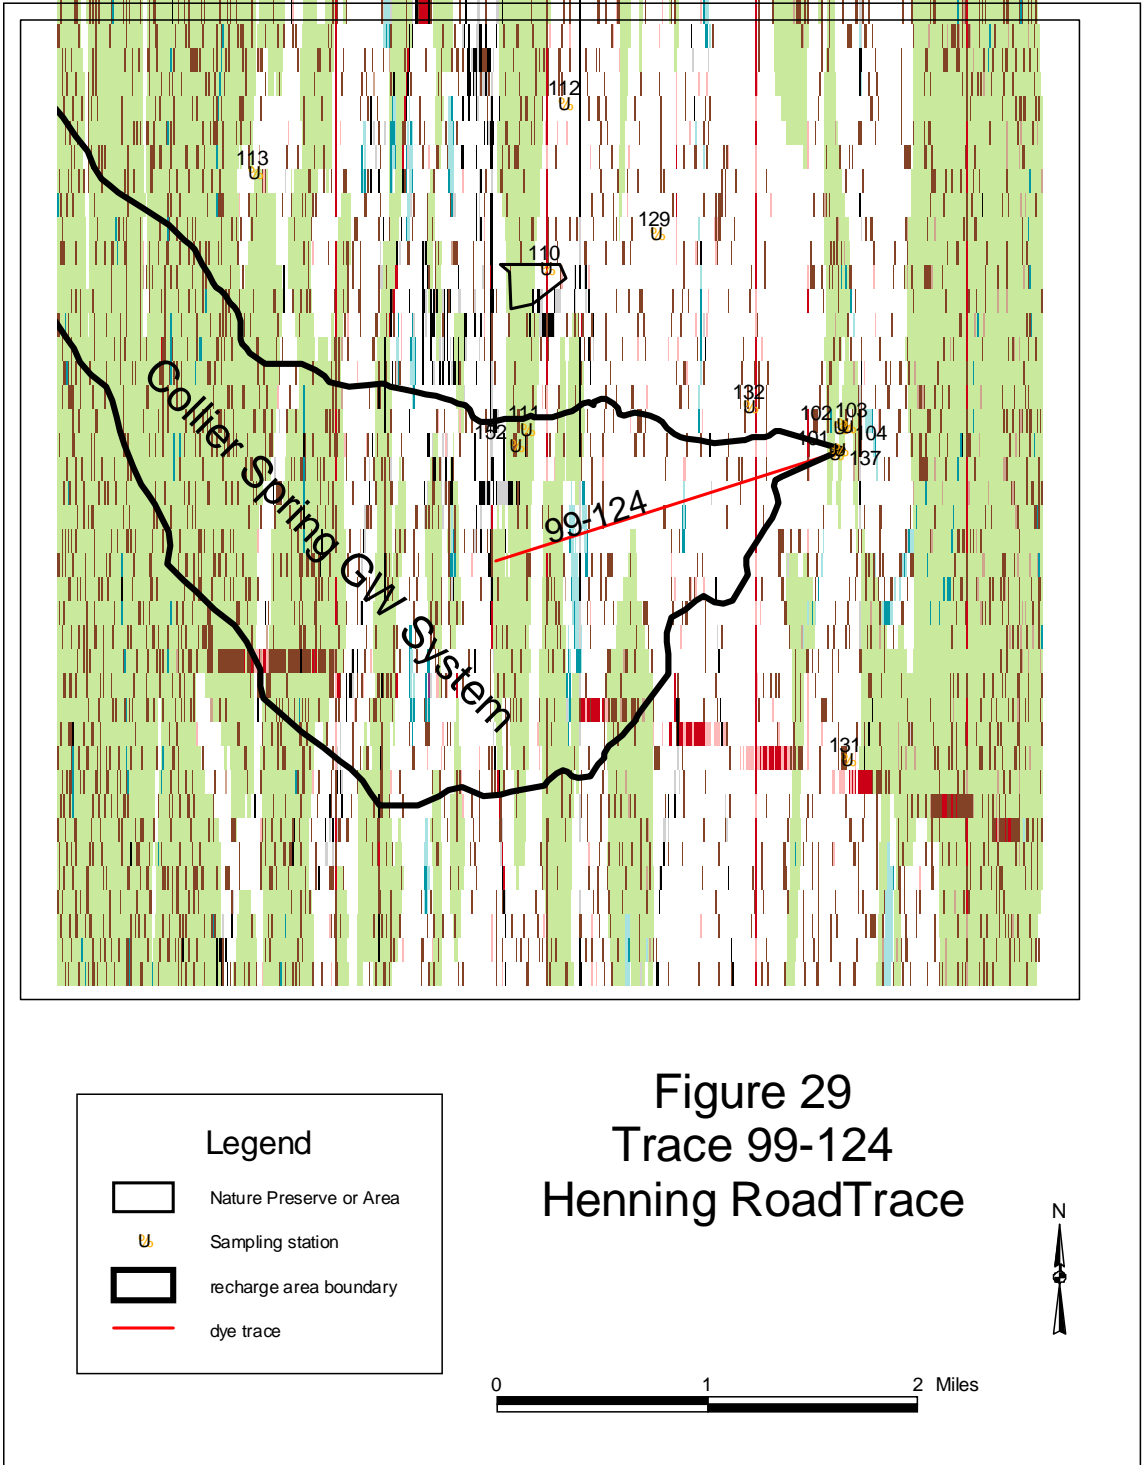 112
113
129
110
132
111
152
102 103
101 104
137
99-124
Collier Spring GW System
131
Figure 29
Trace 99-124
Henning RoadTrace
Legend
Nature Preserve or Area
Sampling station
recharge area boundary
dye trace
N
0 1 2 Miles